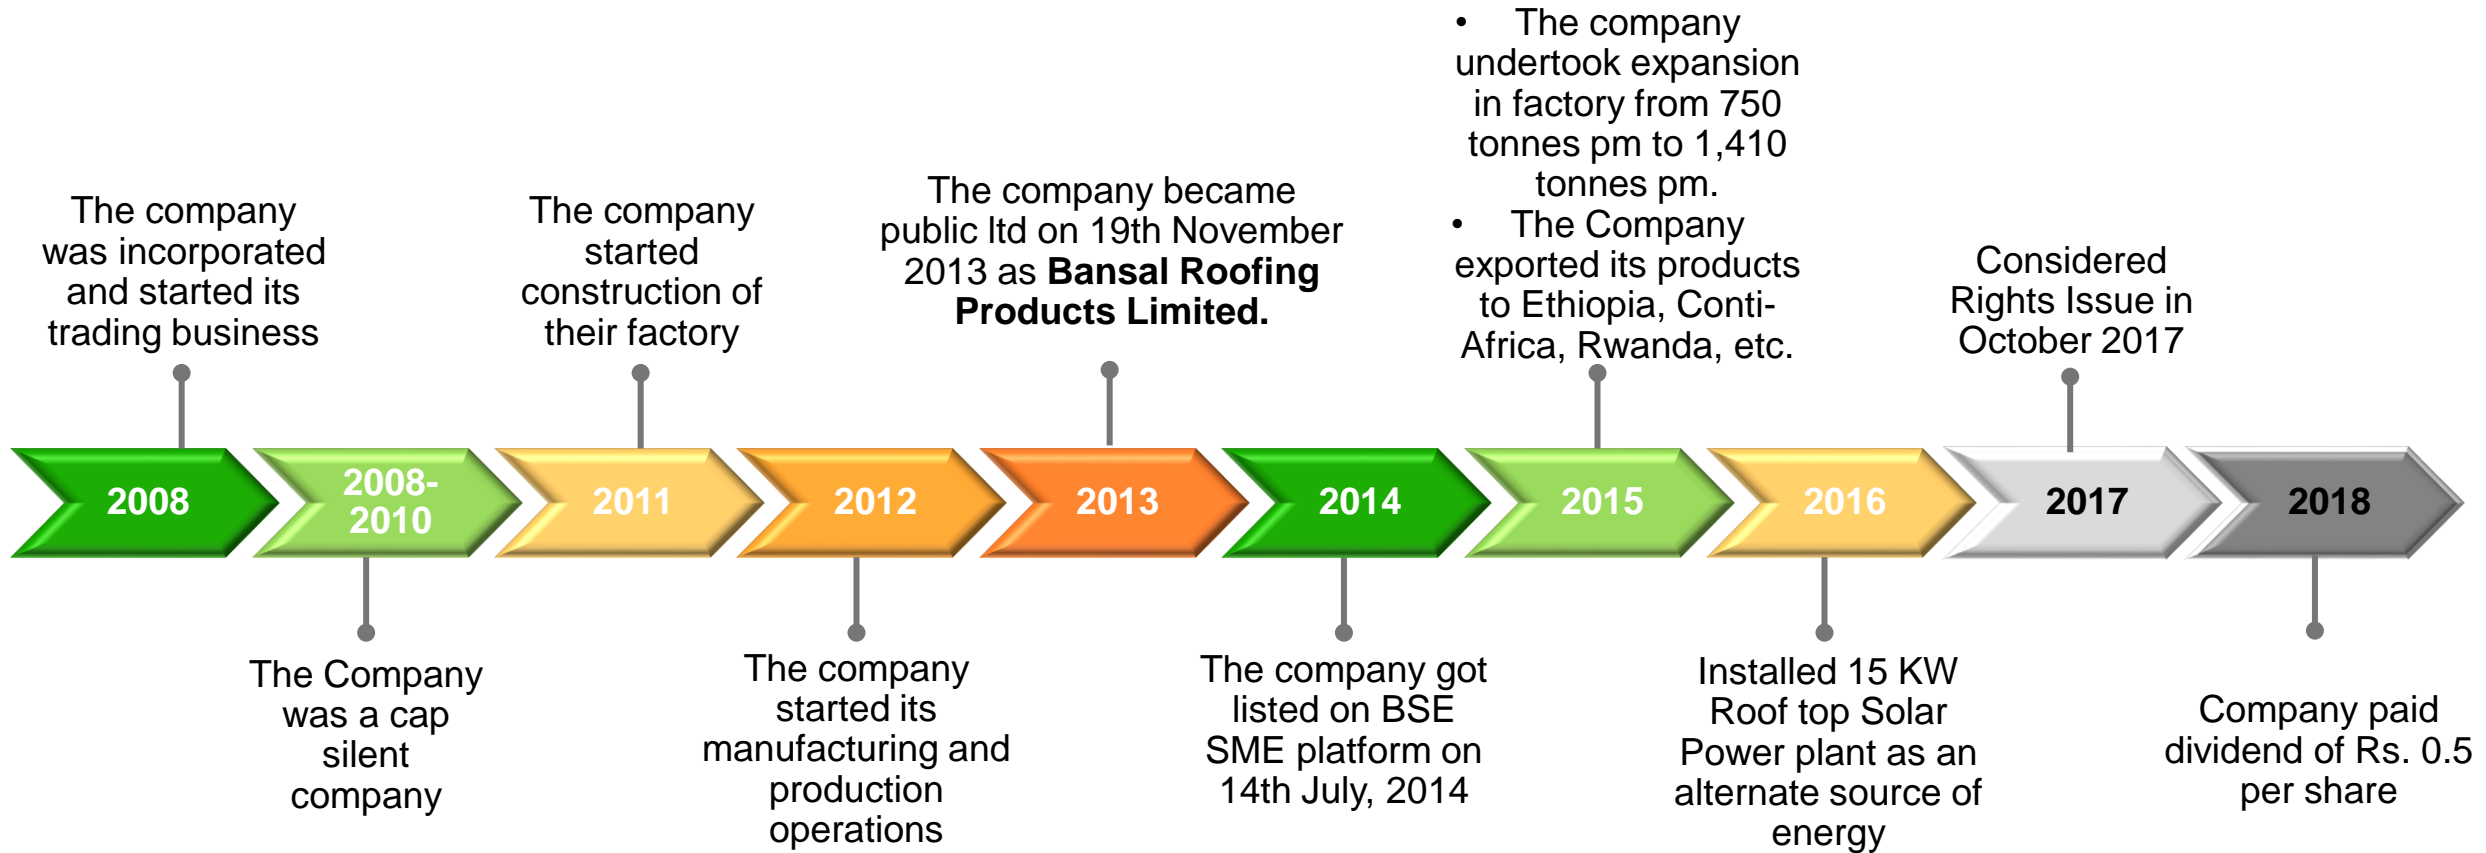 The company
was incorporated
and started its
trading business
The company
started
construction of
their factory
The company became
public ltd on 19th November
2013 as Bansal Roofing
Products Limited.
• The company
undertook expansion
in factory from 750
tonnes pm to 1,410
tonnes pm.
• The Company
exported its products
to Ethiopia, Conti-
Africa, Rwanda, etc.
Considered
Rights Issue in
October 2017
2008
2008-
2010
2011
2012
2013
2014
2015
2016
2017
2018
The Company
was a cap
silent
company
The company
started its
manufacturing and
production
operations
The company got
listed on BSE
SME platform on
14th July, 2014
Installed 15 KW
Roof top Solar
Power plant as an
alternate source of
energy
Company paid
dividend of Rs. 0.5
per share